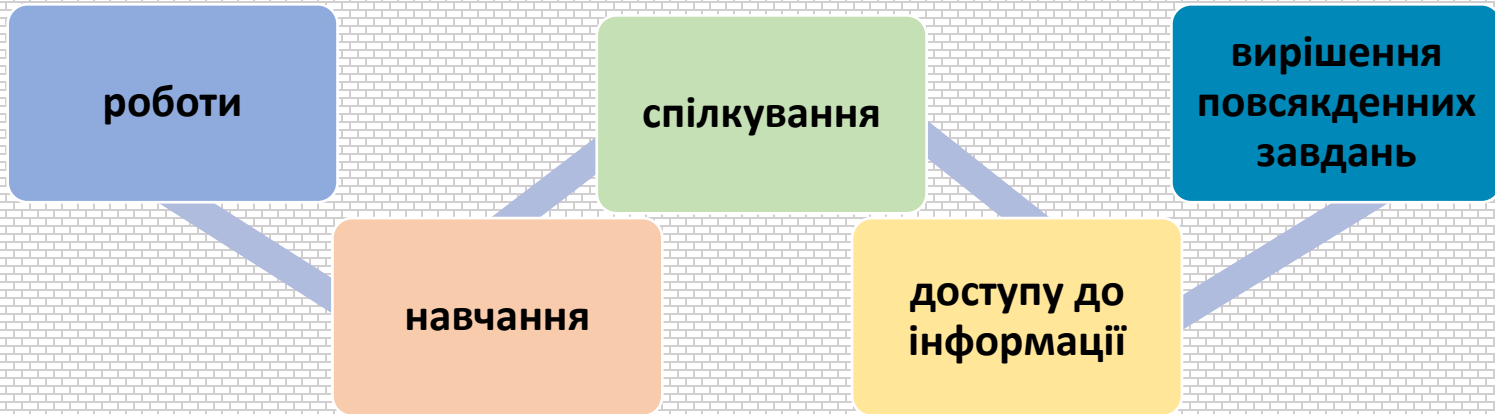 роботи
навчання
спілкування
доступу до
інформації
вирішення
повсякденних
завдань